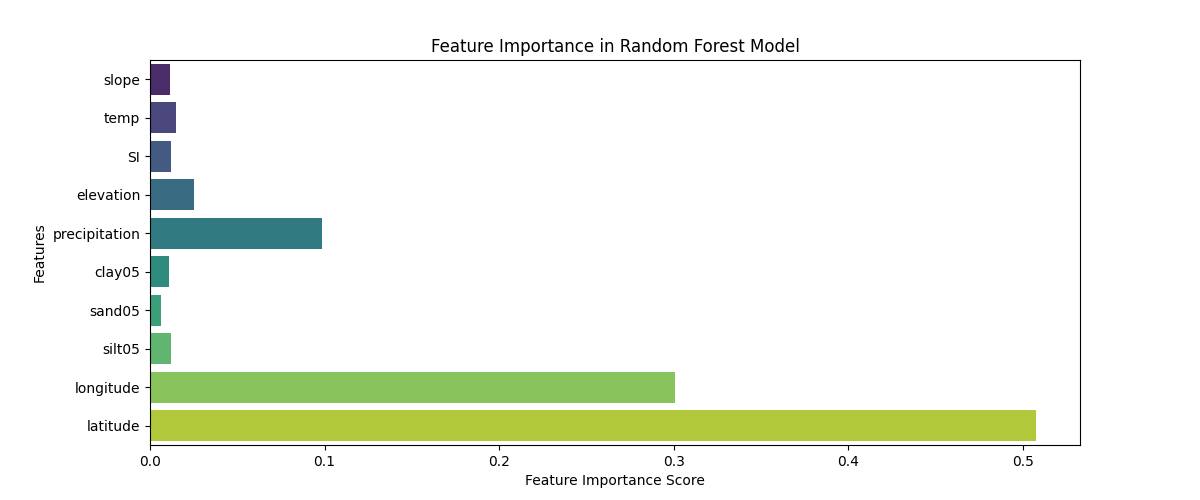 Feature Importance in Random Forest Model
slope
temp
SI
elevation
precipitation
clay05
sand05
silt05
longitude
latitude
Features
0.0 0.1 0.2 0.3 0.4 0.5
Feature Importance Score